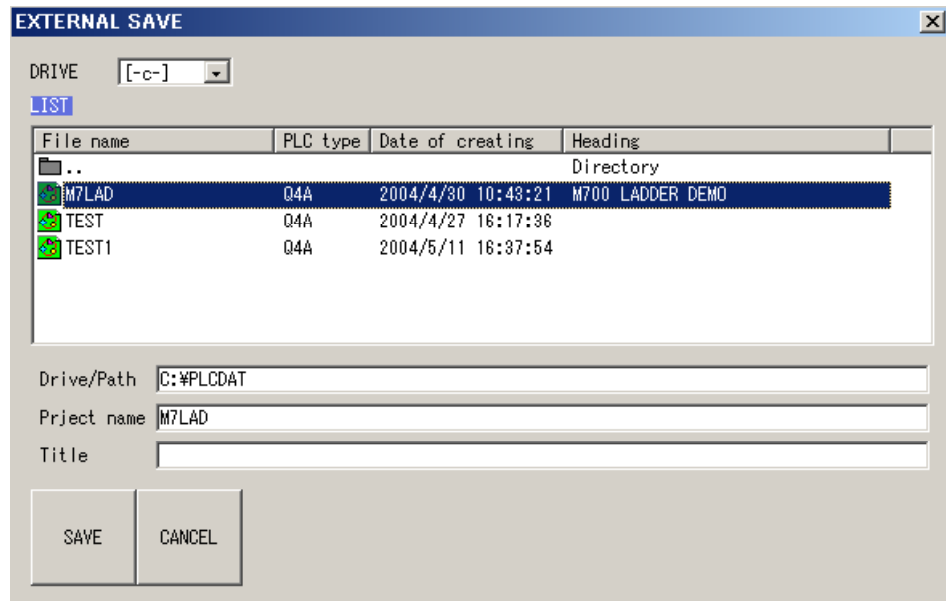 EXTERNAL SAVE
DRIVE [-c-]
LIST
File name PLC type Date of creating Heading
.. Directory
M7LAD Q4A 2004/4/30 10:43:21 M700 LADDER DEMO
TEST Q4A 2004/4/27 16:17:36
TEST1 Q4A 2004/5/11 16:37:54
Drive/Path C:¥PLCDAT
Prject name M7LAD
Title
SAVE CANCEL